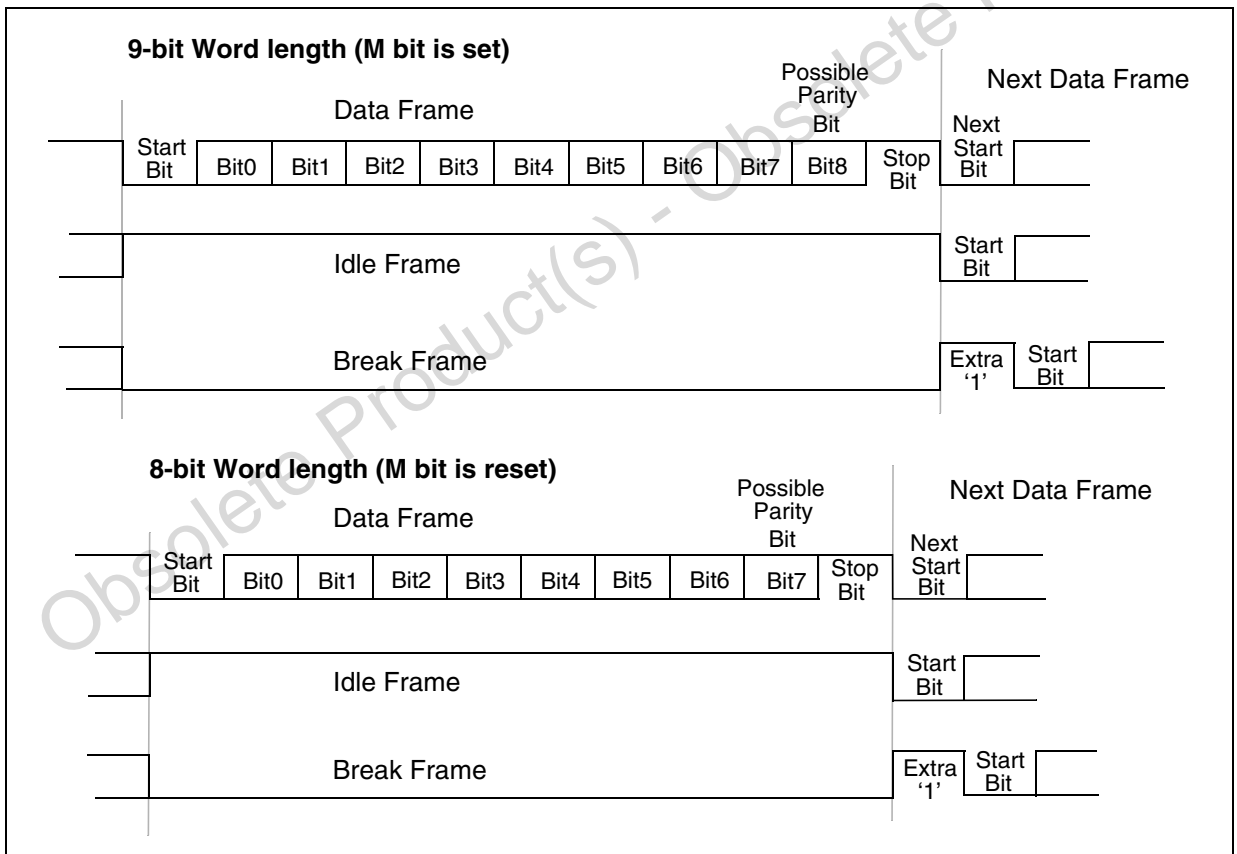 9-bit Word length (M bit is set)
Possible
Parity
Bit
Next Data Frame
Data Frame
Start
Bit
Bit0
Bit1
Bit2
Bit3
Bit4
Bit5
Bit6
Bit7
Bit8
Stop
Bit
Next
Start
Bit
Idle Frame
Start
Bit
Break Frame
Extra
‘1’
Start
Bit
8-bit Word length (M bit is reset)
Possible
Parity
Bit
Next Data Frame
Data Frame
Start
Bit
Bit0
Bit1
Bit2
Bit3
Bit4
Bit5
Bit6
Bit7
Stop
Bit
Next
Start
Bit
Idle Frame
Start
Bit
Break Frame
Extra
‘1’
Start
Bit
Obsolete Product(s) - Obsolete